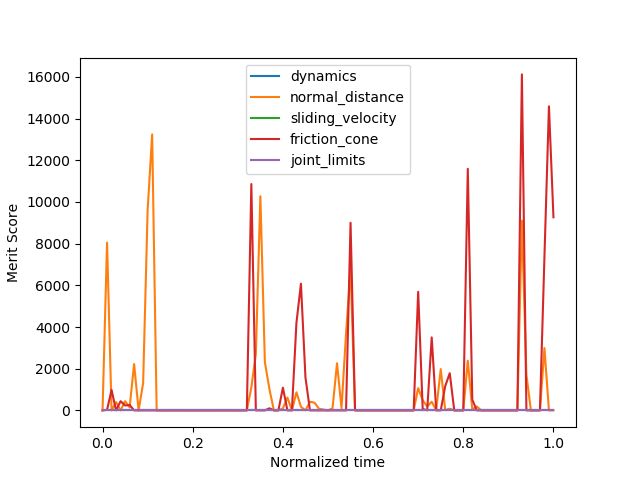 16000
14000
12000
10000
8000
6000
4000
2000
0
Merit Score
dynamics
normal_distance
sliding_velocity
friction_cone
joint_limits
0.0 0.2 0.4 0.6 0.8 1.0
Normalized time